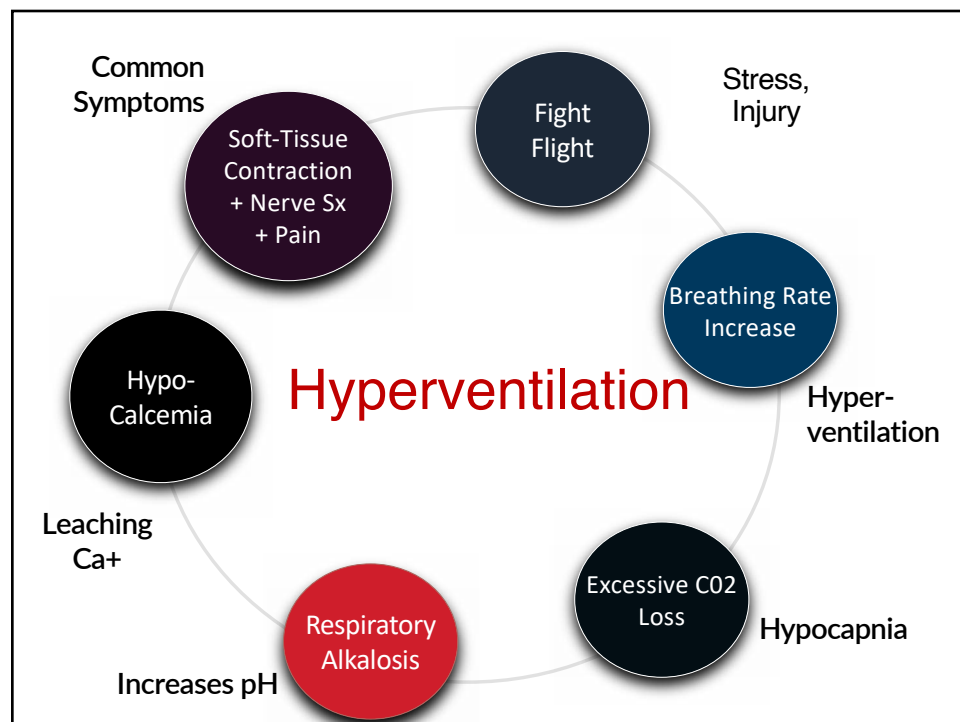 Common
Symptoms
Soft-Tissue
Contraction
+ Nerve Sx
+ Pain
Fight
Flight
Stress,
Injury
Breathing Rate
Increase
Hyper-
ventilation
Hyperventilation
Hypo-
Calcemia
Leaching
Ca+
Excessive C02
Loss
Hypocapnia
Respiratory
Alkalosis
Increases pH